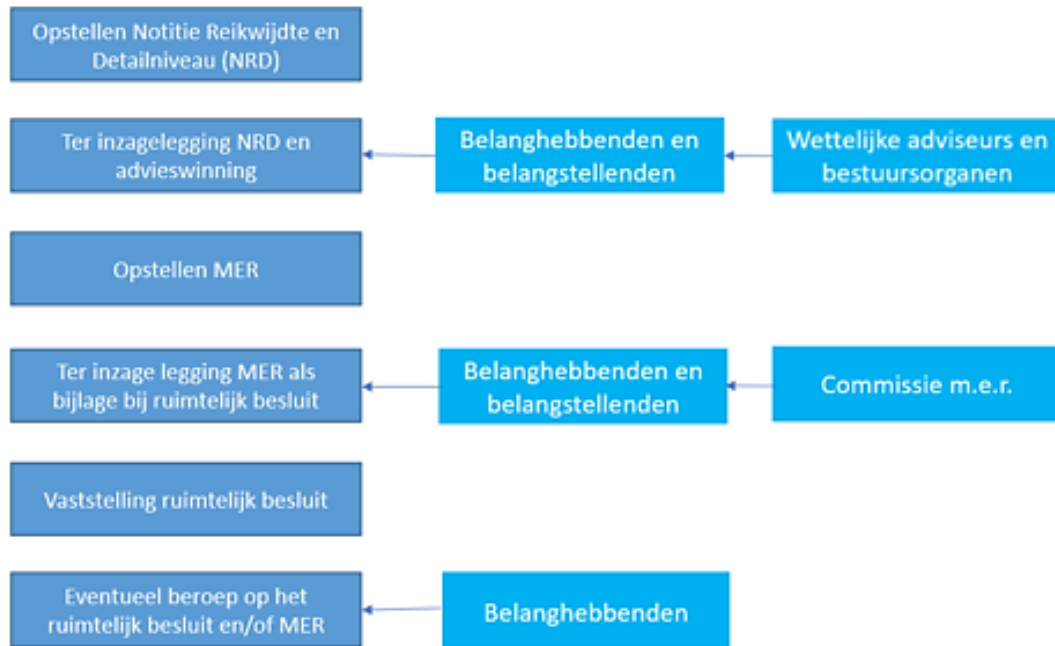 Opstellen Notitie Reikwijdte en
Detailniveau (NRD)
Ter inzagelegging NRD en
advieswinning
Belanghebbenden en
belangstellenden
Wettelijke adviseurs en
bestuursorganen
Opstellen MER
Ter inzage legging MER als
bijlage bij ruimtelijk besluit
Belanghebbenden en
belangstellenden
Commissie m.e.r.
Vaststelling ruimtelijk besluit
Eventueel beroep op het
ruimtelijk besluit en/of MER
Belanghebbenden